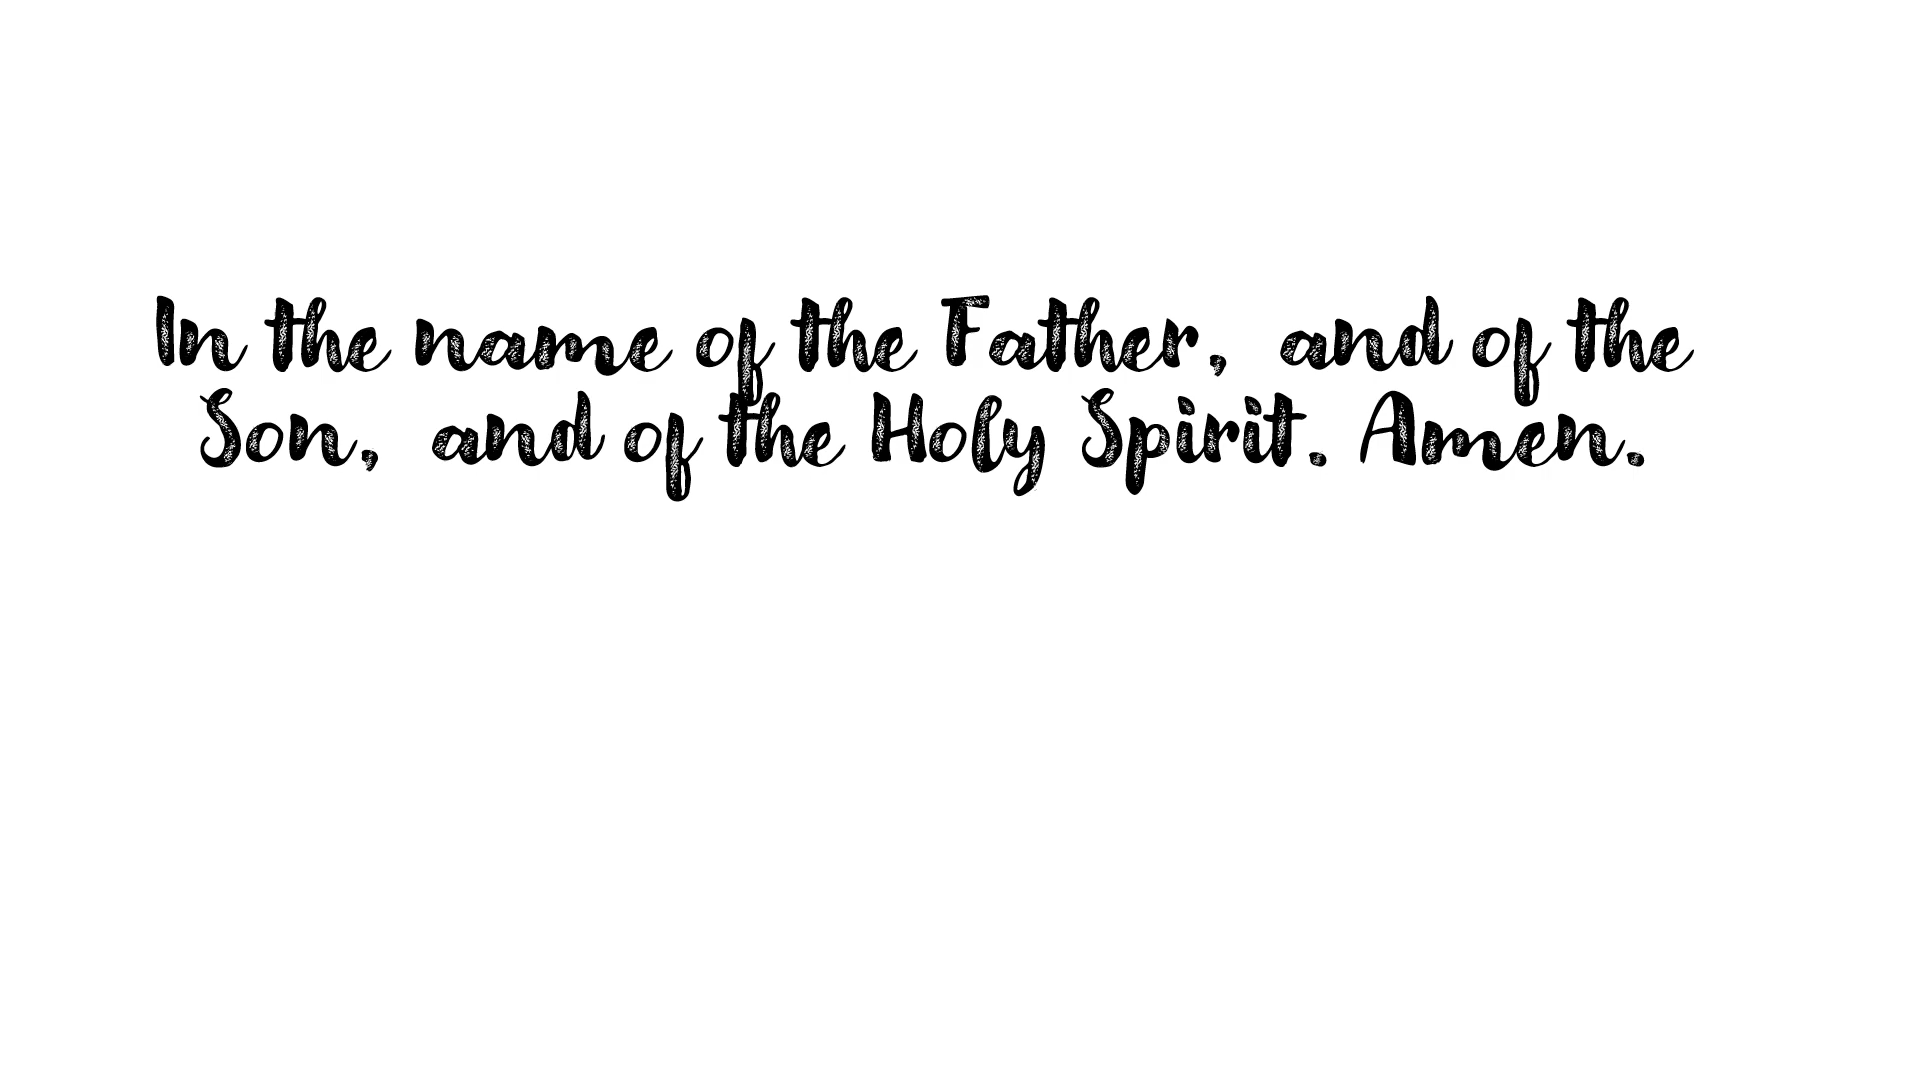 In the name of the Father, and of the
Son, and of the Holy Spirit. Amen.